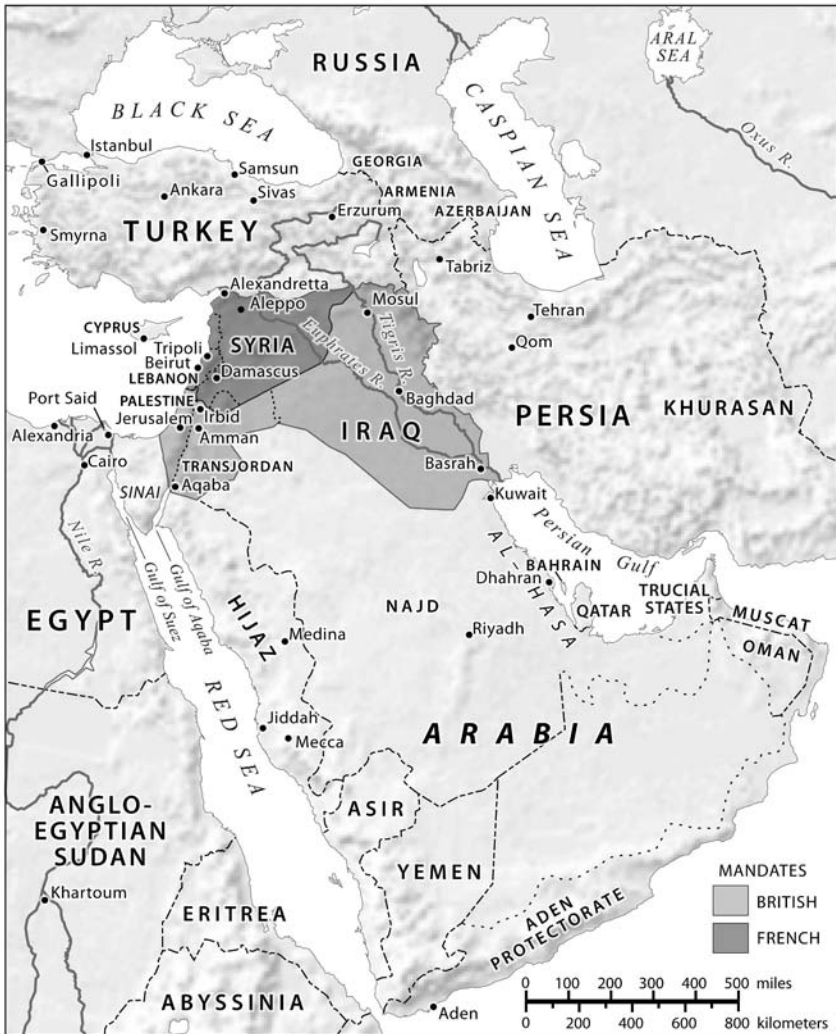 RUSSIA
ARAL
SEA
BLACK SEA
CASPIAN SEA
Oxus R.
Istanbul
Gallipoli
Samsun
GEORGIA
Ankara
Sivas
ARMENIA
Erzurum
AZERBAIJAN
TURKEY
Smyrna
Tabriz
Alexandretta
Aleppo
Mosul
Tehran
CYPRUS
Limassol
Tripoli
SYRIA
Euphrates R.
Tigris R.
Qom
Beirut
Damascus
LEBANON
Baghdad
PERSIA
KHURASAN
Port Said
PALESTINE
Irbid
Jerusalem
Amman
IRAQ
Alexandria
Cairo
TRANSJORDAN
Basrah
SINAI
Aqaba
Kuwait
Nile R.
Persian Gulf
Gulf of Suez
Gulf of Aqaba
AL-HASA
BAHRAIN
Dhahran
QATAR
TRUCIAL
STATES
MUSCAT
OMAN
EGYPT
HIJAZ
NAJD
Medina
Riyadh
RED SEA
Jiddah
Mecca
ARABIA
ANGLO-
EGYPTIAN
SUDAN
ASIR
YEMEN
Khartoum
ERITREA
ADEN
PROTECTORATE
ABYSSINIA
Aden
MANDATES
BRITISH
FRENCH
0 100 200 300 400 500 miles
0 200 400 600 800 kilometers